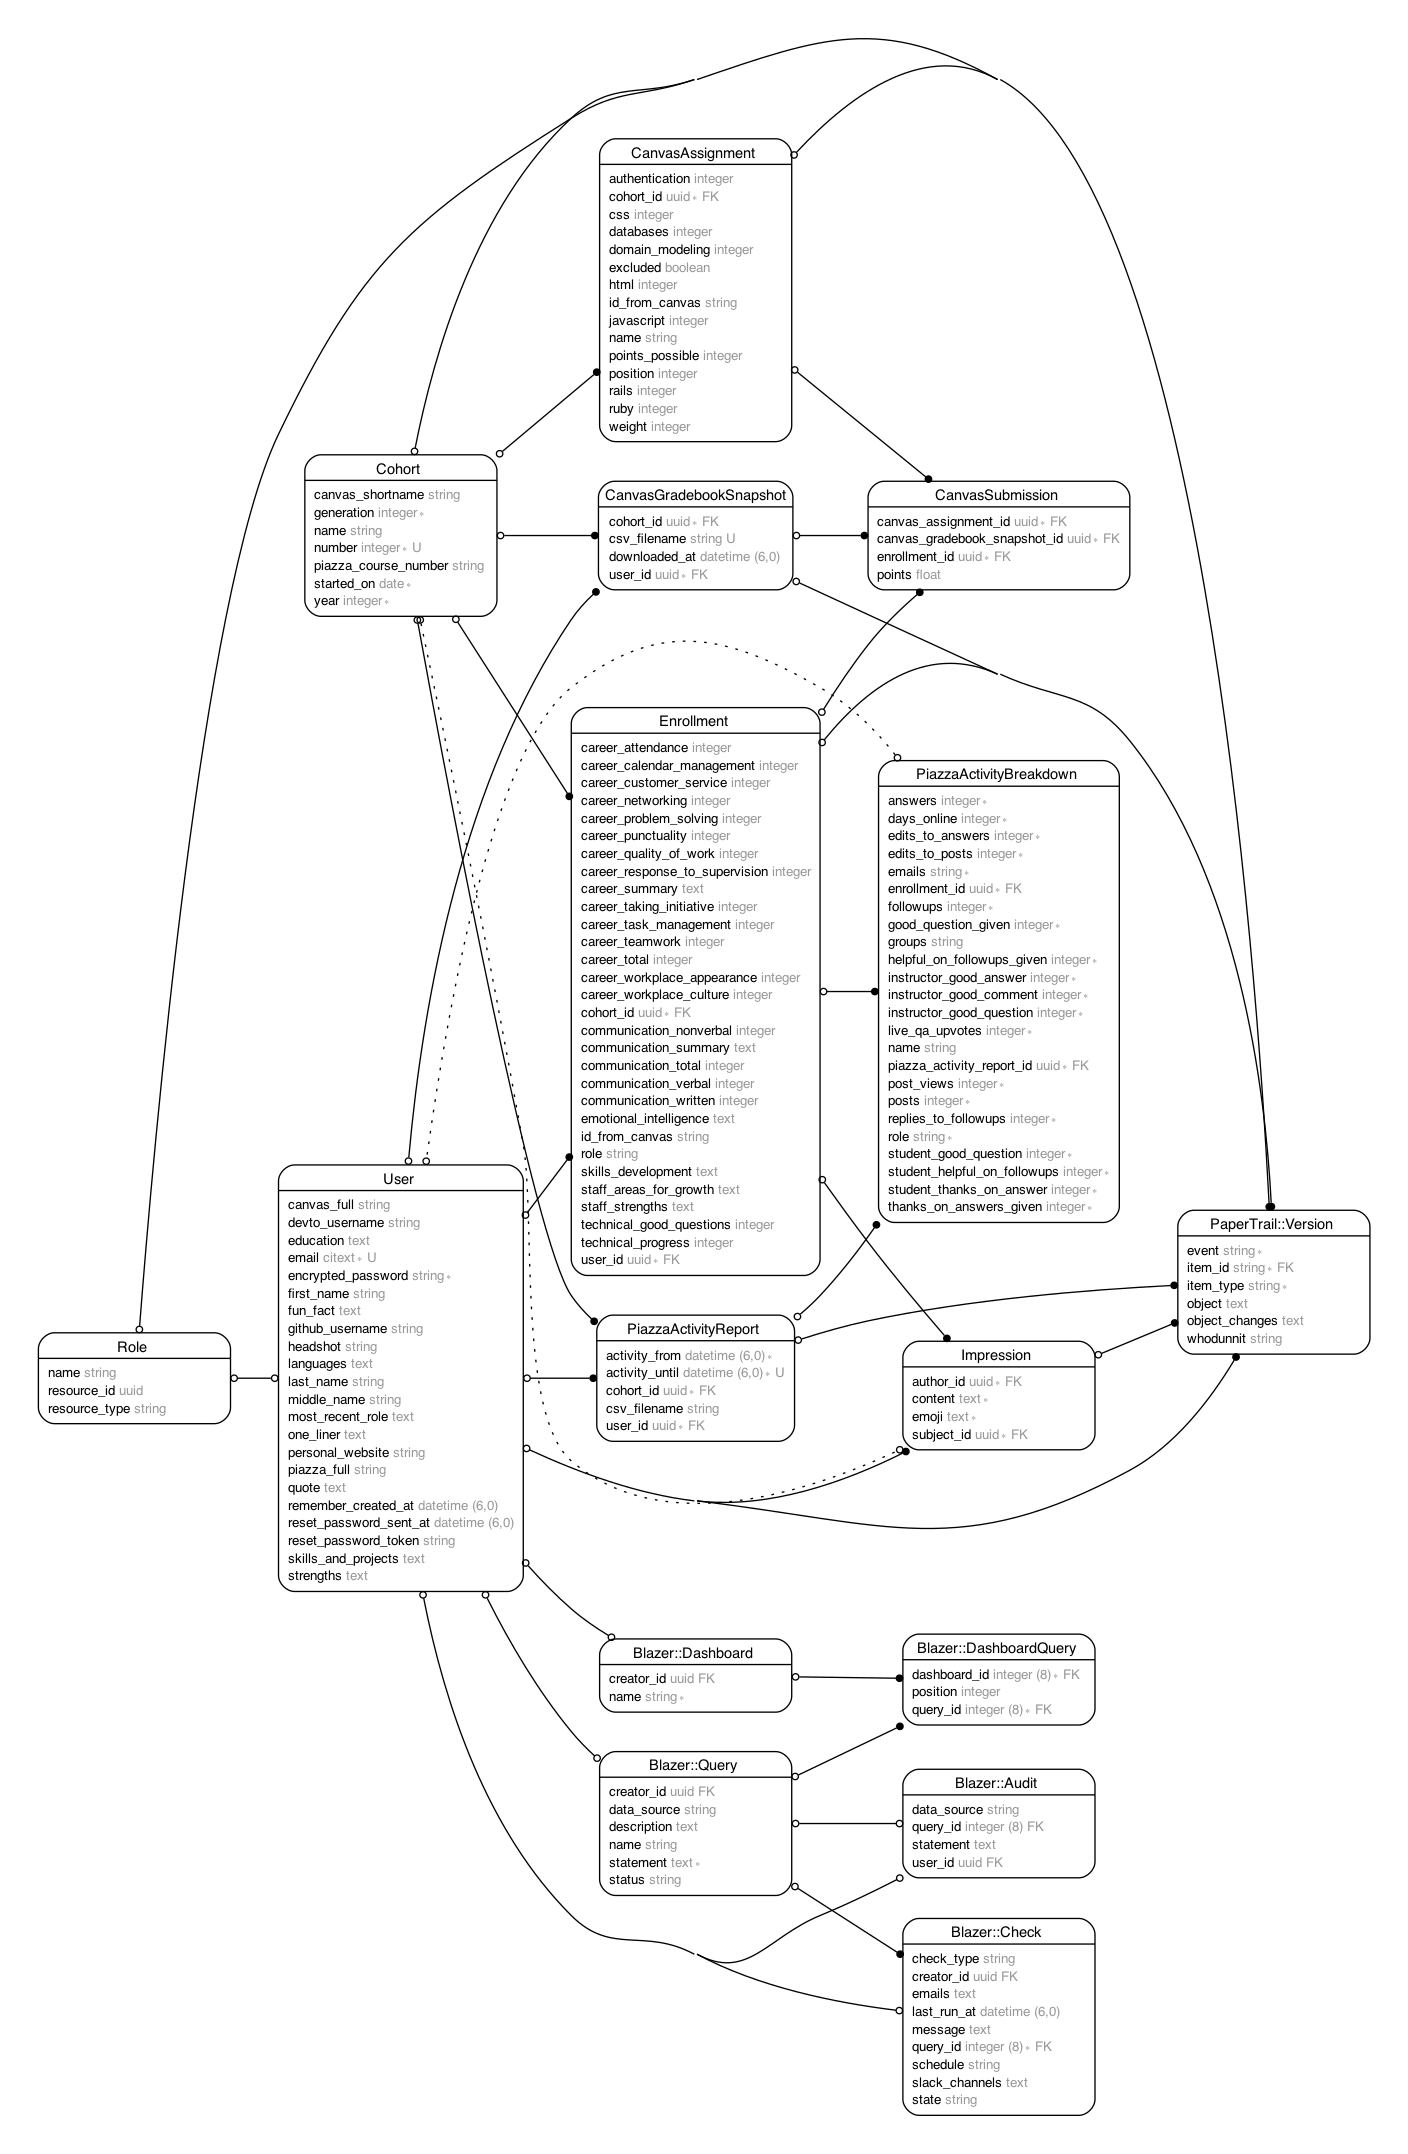 CanvasAssignment
authentication integer
cohort_id uuid∗ FK
css integer
databases integer
domain_modeling integer
excluded boolean
html integer
id_from_canvas string
javascript integer
name string
points_possible integer
position integer
rails integer
ruby integer
weight integer
Cohort
canvas_shortname string
generation integer∗
name string
number integer∗ U
piazza_course_number string
started_on date∗
year integer∗
CanvasGradebookSnapshot
cohort_id uuid∗ FK
csv_filename string U
downloaded_at datetime (6,0)
user_id uuid∗ FK
CanvasSubmission
canvas_assignment_id uuid∗ FK
canvas_gradebook_snapshot_id uuid∗ FK
enrollment_id uuid∗ FK
points float
Enrollment
career_attendance integer
career_calendar_management integer
career_customer_service integer
career_networking integer
career_problem_solving integer
career_punctuality integer
career_quality_of_work integer
career_response_to_supervision integer
career_summary text
career_taking_initiative integer
career_task_management integer
career_teamwork integer
career_total integer
career_workplace_appearance integer
career_workplace_culture integer
cohort_id uuid∗ FK
communication_nonverbal integer
communication_summary text
communication_total integer
communication_verbal integer
communication_written integer
emotional_intelligence text
id_from_canvas string
role string
skills_development text
staff_areas_for_growth text
staff_strengths text
technical_good_questions integer
technical_progress integer
user_id uuid∗ FK
PiazzaActivityBreakdown
answers integer∗
days_online integer∗
edits_to_answers integer∗
edits_to_posts integer∗
emails string∗
enrollment_id uuid∗ FK
followups integer∗
good_question_given integer∗
groups string
helpful_on_followups_given integer∗
instructor_good_answer integer∗
instructor_good_comment integer∗
instructor_good_question integer∗
live_qa_upvotes integer∗
name string
piazza_activity_report_id uuid∗ FK
post_views integer∗
posts integer∗
replies_to_followups integer∗
role string∗
student_good_question integer∗
student_helpful_on_followups integer∗
student_thanks_on_answer integer∗
thanks_on_answers_given integer∗
User
canvas_full string
devto_username string
education text
email citext∗ U
encrypted_password string∗
first_name string
fun_fact text
github_username string
headshot string
languages text
last_name string
middle_name string
most_recent_role text
one_liner text
personal_website string
piazza_full string
quote text
remember_created_at datetime (6,0)
reset_password_sent_at datetime (6,0)
reset_password_token string
skills_and_projects text
strengths text
PaperTrail::Version
event string∗
item_id string∗ FK
item_type string∗
object text
object_changes text
whodunnit string
Role
name string
resource_id uuid
resource_type string
PiazzaActivityReport
activity_from datetime (6,0)∗
activity_until datetime (6,0)∗ U
cohort_id uuid∗ FK
csv_filename string
user_id uuid∗ FK
Impression
author_id uuid∗ FK
content text∗
emoji text∗
subject_id uuid∗ FK
Blazer::Dashboard
creator_id uuid FK
name string∗
Blazer::DashboardQuery
dashboard_id integer (8)∗ FK
position integer
query_id integer (8)∗ FK
Blazer::Query
creator_id uuid FK
data_source string
description text
name string
statement text∗
status string
Blazer::Audit
data_source string
query_id integer (8) FK
statement text
user_id uuid FK
Blazer::Check
check_type string
creator_id uuid FK
emails text
last_run_at datetime (6,0)
message text
query_id integer (8)∗ FK
schedule string
slack_channels text
state string